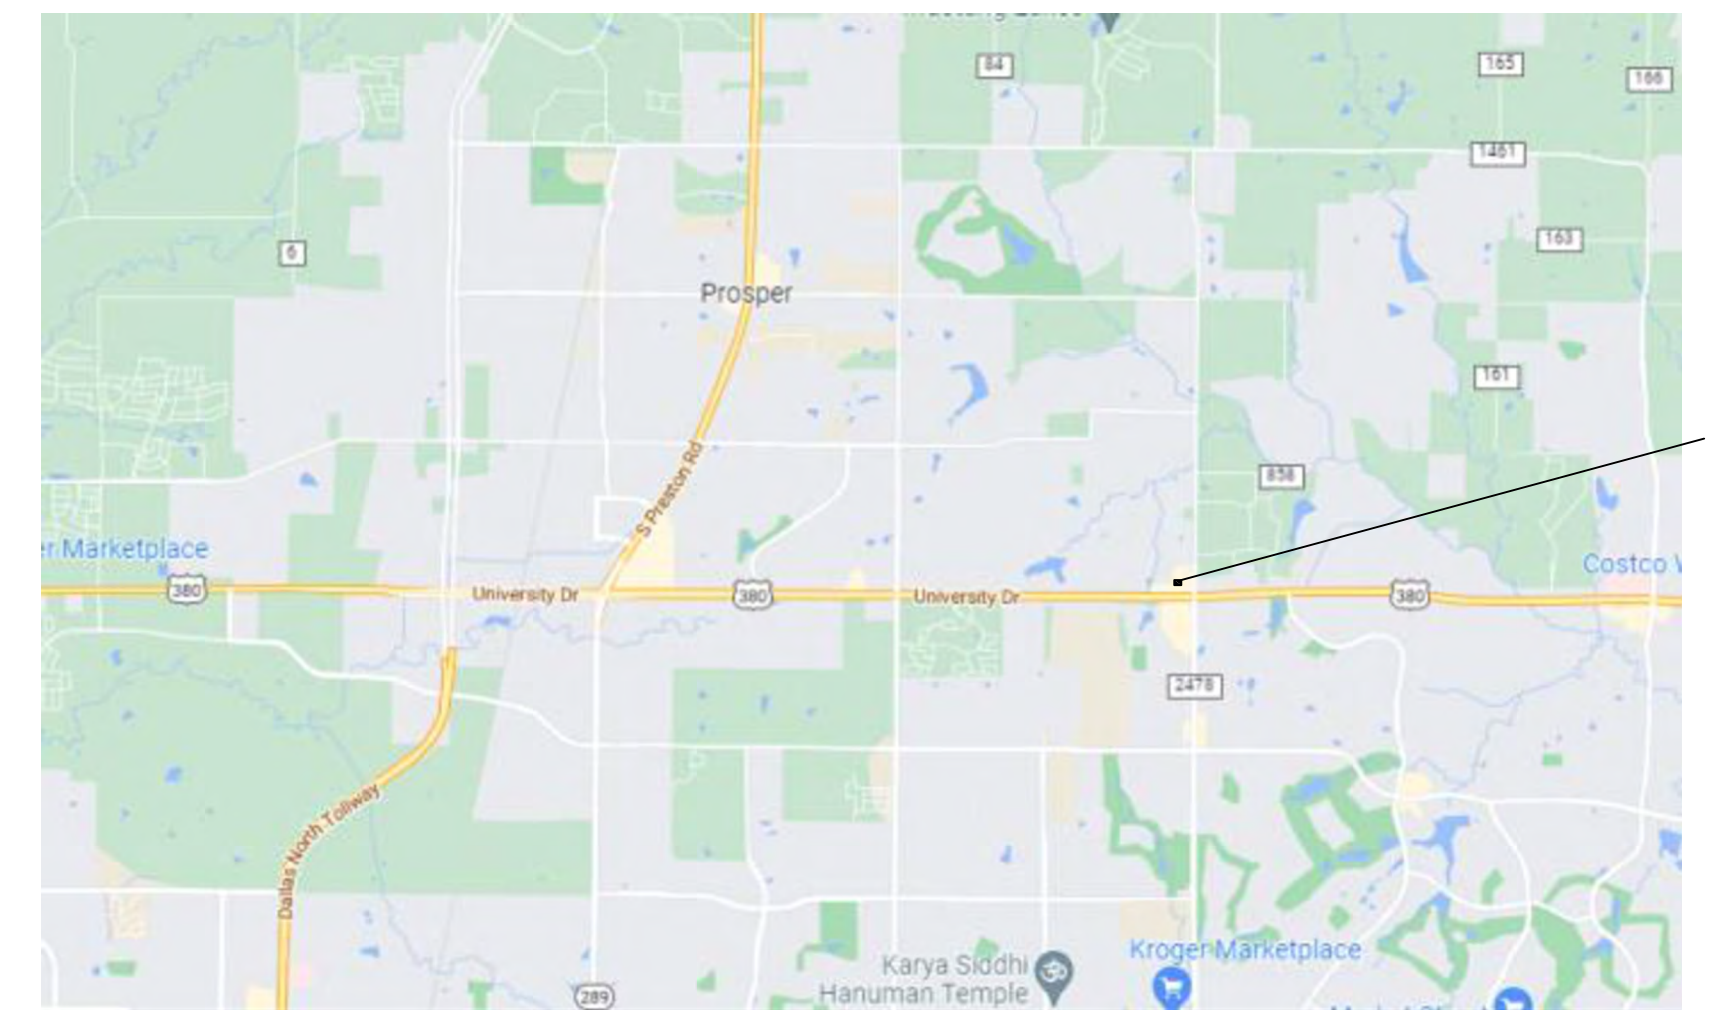 84
165
166
1461
6
163
Prosper
161
S Preston Rd
858
er Marketplace
Costco
380
University Dr
380
University Dr
380
2478
Dallas North Tollway
Kroger Marketplace
Karya Siddhi
Hanuman Temple
289